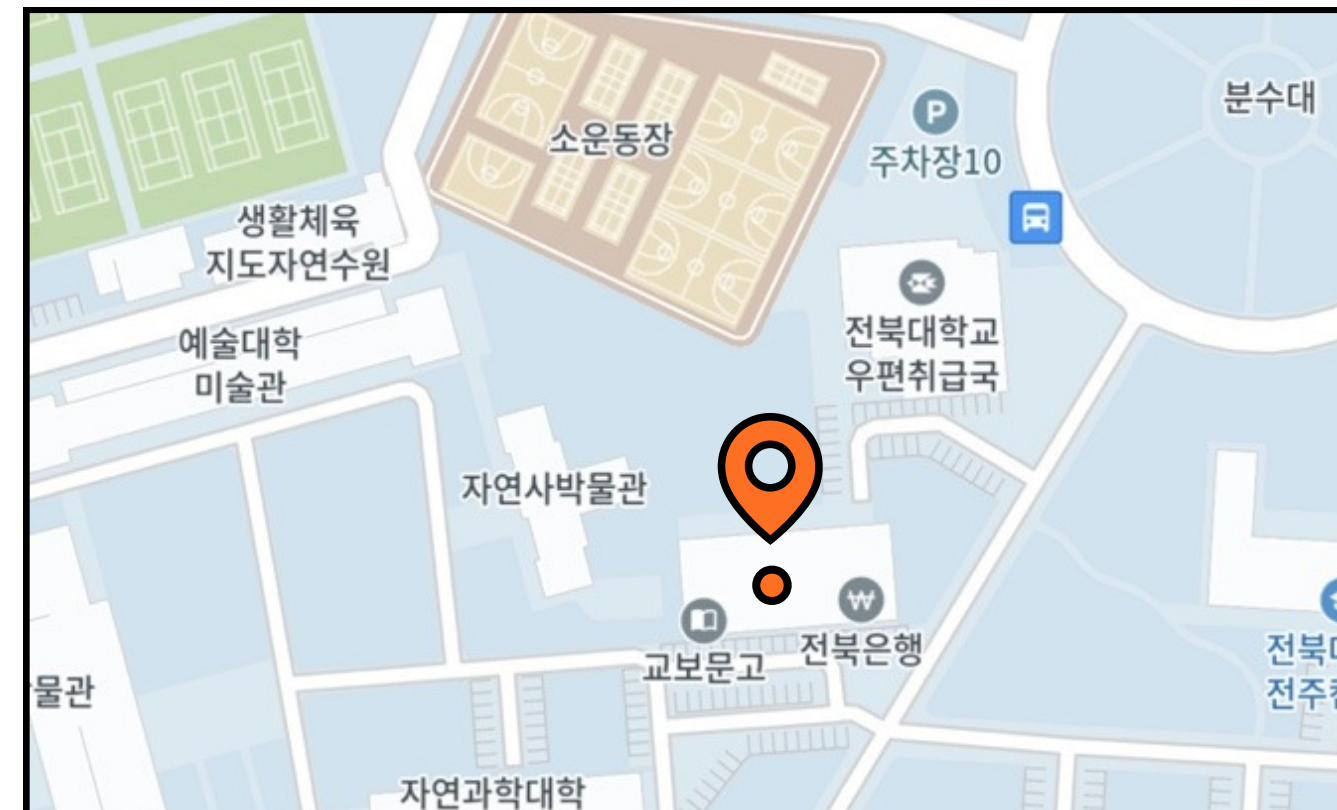 분수대
소운동장
P
주차장10
생활체육
지도자연수원
전북대학교
우편취급국
예술대학
미술관
자연사박물관
₩
전북은행
교보문고
전북대
전주
물관
자연과학대학